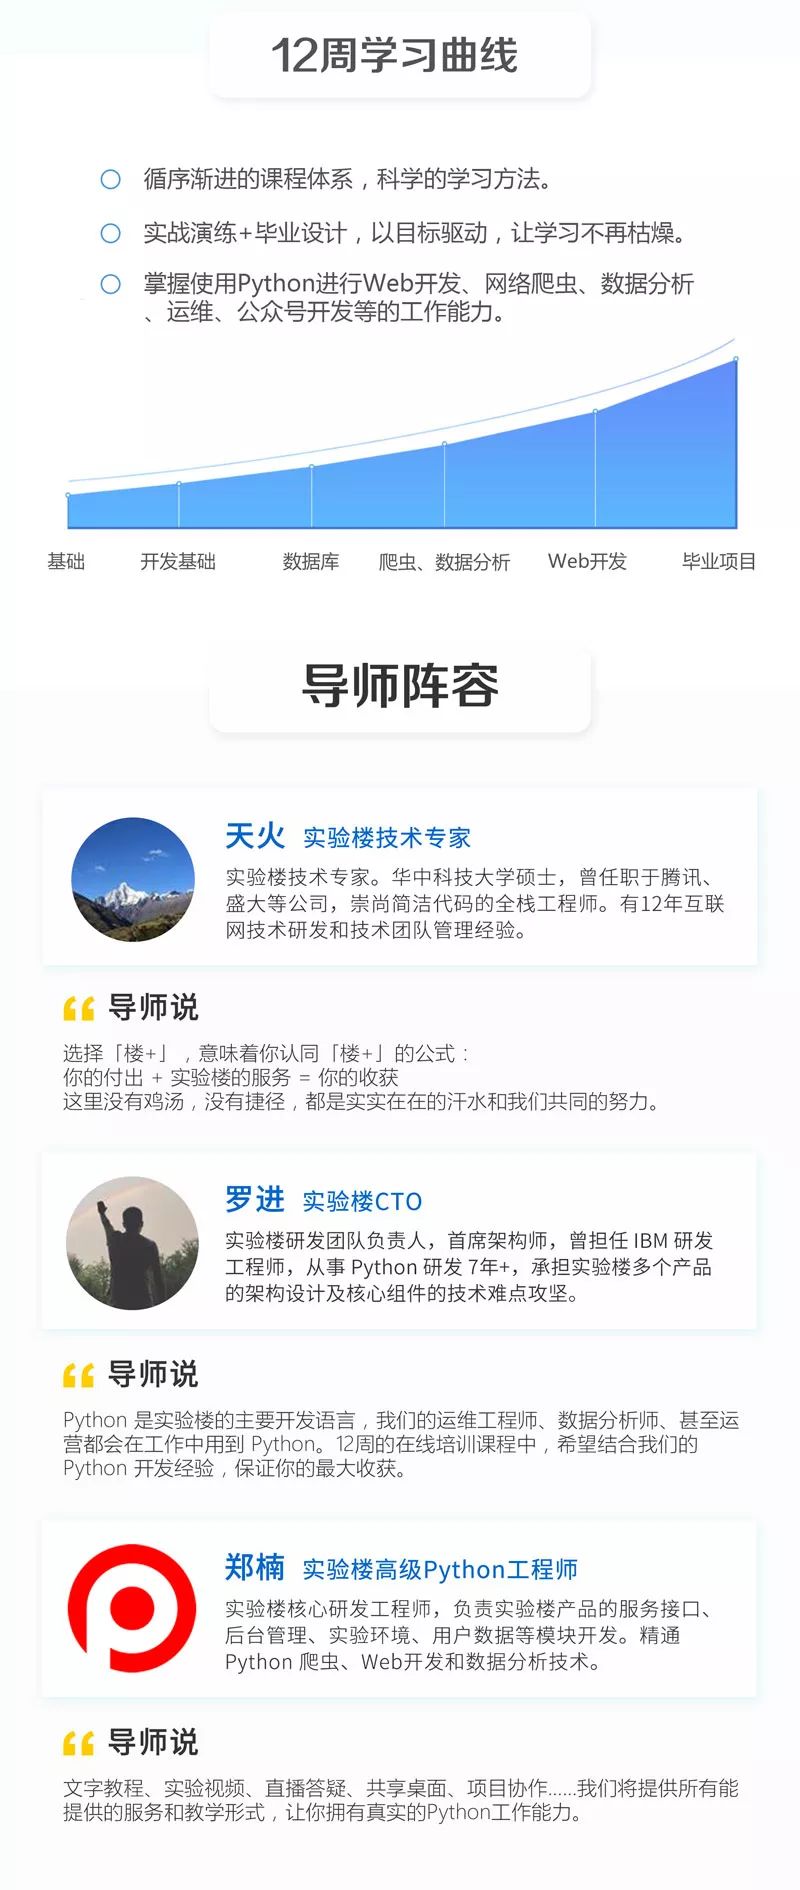 12周学习曲线
循序渐进的课程体系，科学的学习方法。
实战演练+毕业设计，以目标驱动，让学习不再枯燥。
掌握使用Python进行Web开发、网络爬虫、数据分析
、运维、公众号开发等的工作能力。
基础 开发基础 数据库 爬虫、数据分析 Web开发 毕业项目
导师阵容
天火 实验楼技术专家
实验楼技术专家。华中科技大学硕士，曾任职于腾讯、
盛大等公司，崇尚简洁代码的全栈工程师。有12年互联
网技术研发和技术团队管理经验。
导师说
选择「楼+」，意味着你认同「楼+」的公式：
你的付出 + 实验楼的服务 = 你的收获
这里没有鸡汤，没有捷径，都是实实在在的汗水和我们共同的努力。
罗进 实验楼CTO
实验楼研发团队负责人，首席架构师，曾担任 IBM 研发
工程师，从事 Python 研发 7年+，承担实验楼多个产品
的架构设计及核心组件的技术难点攻坚。
导师说
Python 是实验楼的主要开发语言，我们的运维工程师、数据分析师、甚至运
营都会在工作中用到 Python。12周的在线培训课程中，希望结合我们的
Python 开发经验，保证你的最大收获。
郑楠 实验楼高级Python工程师
实验楼核心研发工程师，负责实验楼产品的服务接口、
后台管理、实验环境、用户数据等模块开发。精通
Python 爬虫、Web开发和数据分析技术。
导师说
文字教程、实验视频、直播答疑、共享桌面、项目协作......我们将提供所有能
提供的服务和教学形式，让你拥有真实的Python工作能力。